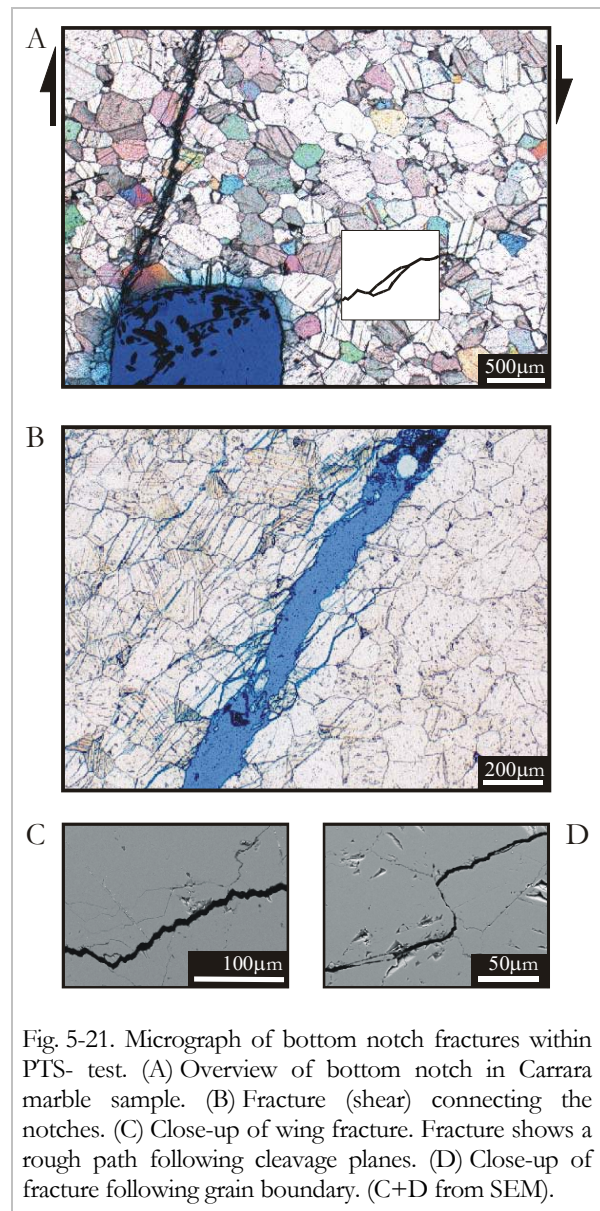 A
500µm
B
200µm
C
D
100µm
50µm
Fig. 5-21. Micrograph of bottom notch fractures within
PTS- test. (A) Overview of bottom notch in Carrara
marble sample. (B) Fracture (shear) connecting the
notches. (C) Close-up of wing fracture. Fracture shows a
rough path following cleavage planes. (D) Close-up of
fracture following grain boundary. (C+D from SEM).